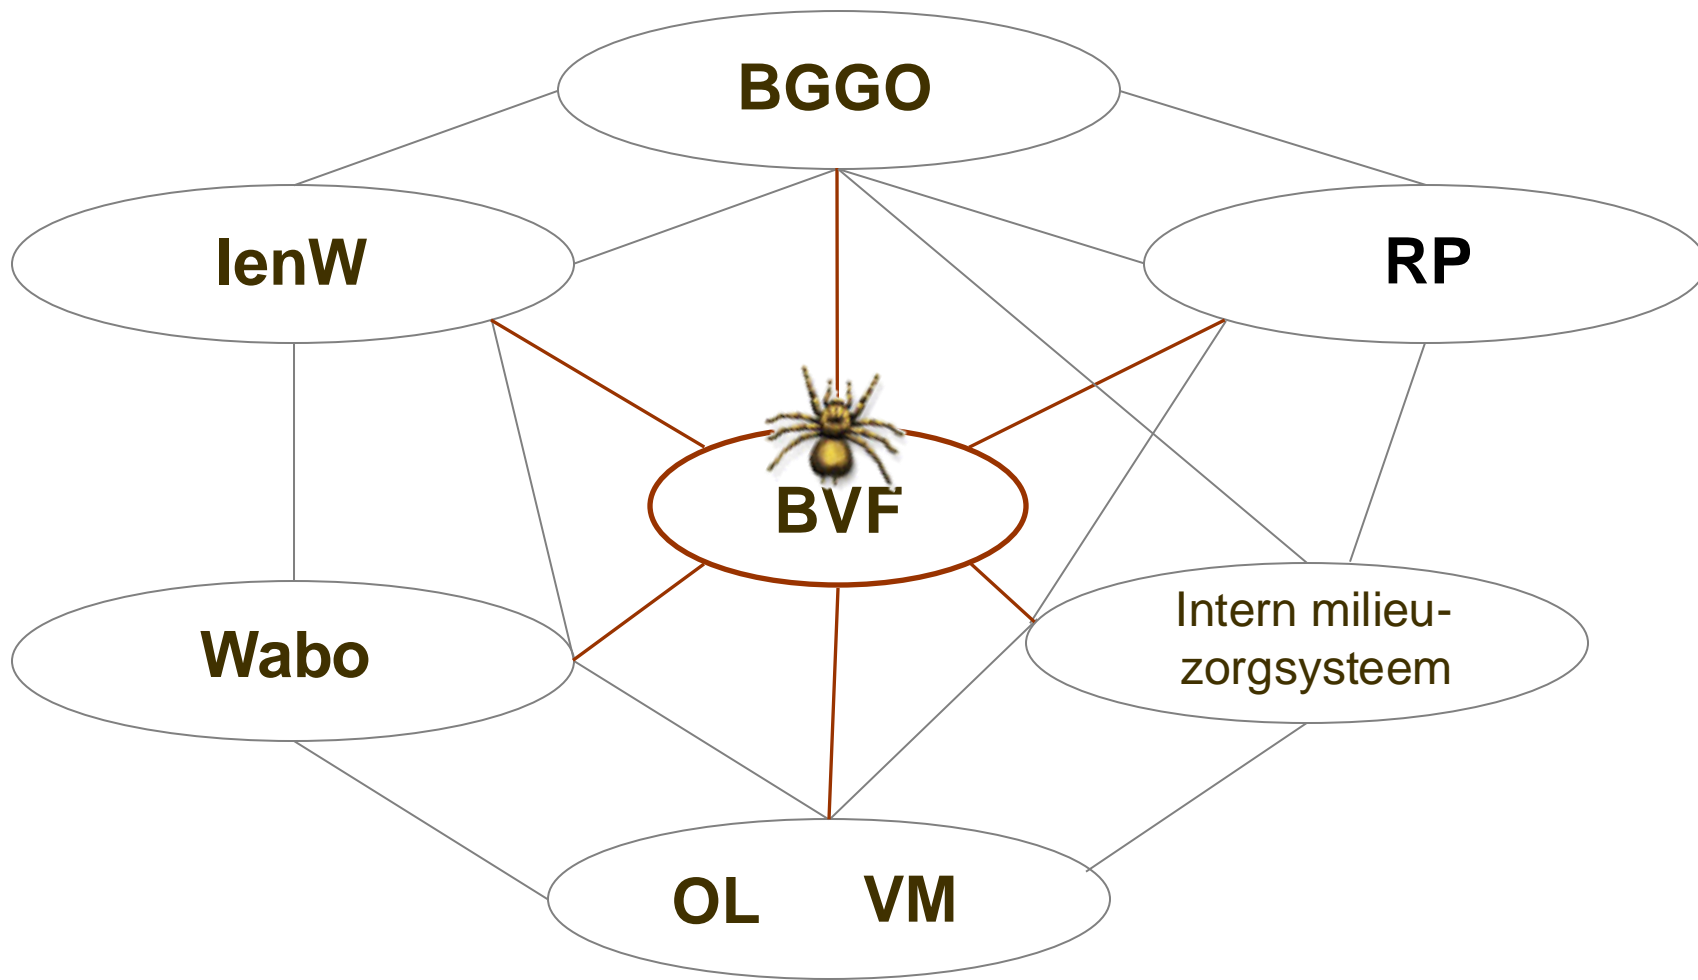 BGGO
IenW
RP
BVF
Intern milieu-
zorgsysteem
Wabo
OL VM